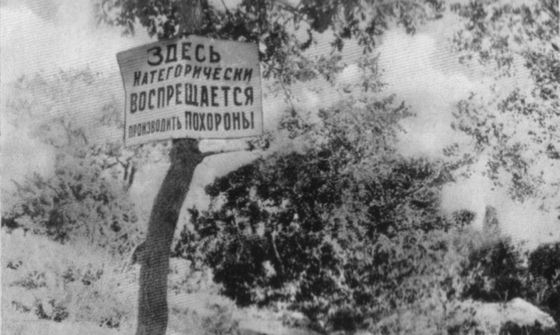 ЗДЕСЬ
КАТЕГОРИЧЕСКИ
ВОСПРЕЩАЕТСЯ
ПРОИЗВОДИТЬ ПОХОРОНЫ